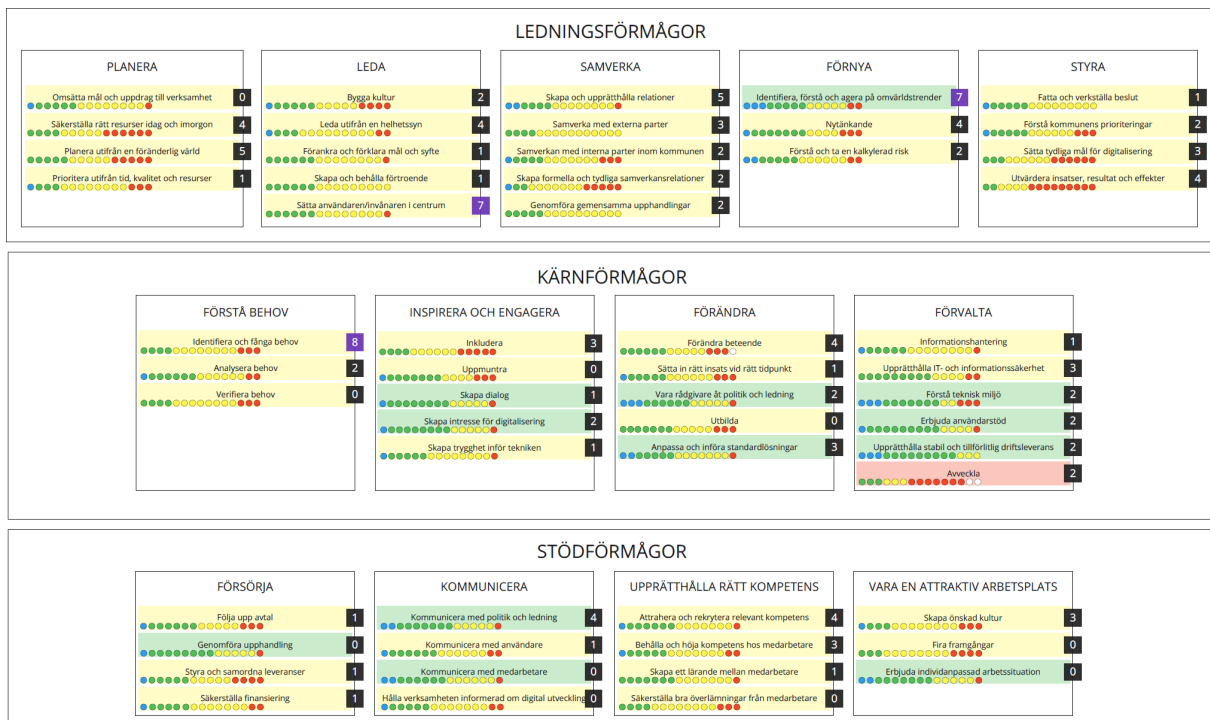 LEDNINGSFÖRMÅGOR
PLANERA
Omsätta mål och uppdrag till verksamhet 0
Säkerställa rätt resurser idag och imorgon 4
Planera utifrån en föränderlig värld 5
Prioritera utifrån tid, kvalitet och resurser 1
LEDA
Bygga kultur 2
Leda utifrån en helhetssyn 4
Förankra och förklara mål och syfte 1
Skapa och behålla förtroende 1
Sätta användaren/invånaren i centrum 7
SAMVERKA
Skapa och upprätthålla relationer 5
Samverka med externa parter 3
Samverkan med interna parter inom kommunen 2
Skapa formella och tydliga samverkansrelationer 2
Genomföra gemensamma upphandlingar 2
FÖRNYA
Identifiera, förstå och agera på omvärldstrender 7
Nytänkande 4
Förstå och ta en kalkylerad risk 2
STYRA
Fatta och verkställa beslut 1
Förstå kommunens prioriteringar 2
Sätta tydliga mål för digitalisering 3
Utvärdera insatser, resultat och effekter 4
KÄRNFÖRMÅGOR
FÖRSTÅ BEHOV
Identifiera och fånga behov 8
Analysera behov 2
Verifiera behov 0
INSPIRERA OCH ENGAGERA
Inkludera 3
Uppmuntra 0
Skapa dialog 1
Skapa intresse för digitalisering 2
Skapa trygghet inför tekniken 1
FÖRÄNDRA
Förändra beteende 4
Sätta in rätt insats vid rätt tidpunkt 1
Vara rådgivare åt politik och ledning 2
Utbilda 0
Anpassa och införa standardlösningar 3
FÖRVALTA
Informationshantering 1
Upprätthålla IT- och informationssäkerhet 3
Förstå teknisk miljö 2
Erbjuda användarstöd 2
Upprätthålla stabil och tillförlitlig driftsleverans 2
Avveckla 2
STÖDFÖRMÅGOR
FÖRSÖRJA
Följa upp avtal 1
Genomföra upphandling 0
Styra och samordna leveranser 1
Säkerställa finansiering 1
KOMMUNICERA
Kommunicera med politik och ledning 4
Kommunicera med användare 1
Kommunicera med medarbetare 0
Hålla verksamheten informerad om digital utveckling 0
UPPRÄTTHÅLLA RÄTT KOMPETENS
Attrahera och rekrytera relevant kompetens 4
Behålla och höja kompetens hos medarbetare 3
Skapa ett lärande mellan medarbetare 1
Säkerställa bra överlämningar från medarbetare 0
VARA EN ATTRAKTIV ARBETSPLATS
Skapa önskad kultur 3
Fira framgångar 0
Erbjuda individanpassad arbetssituation 0